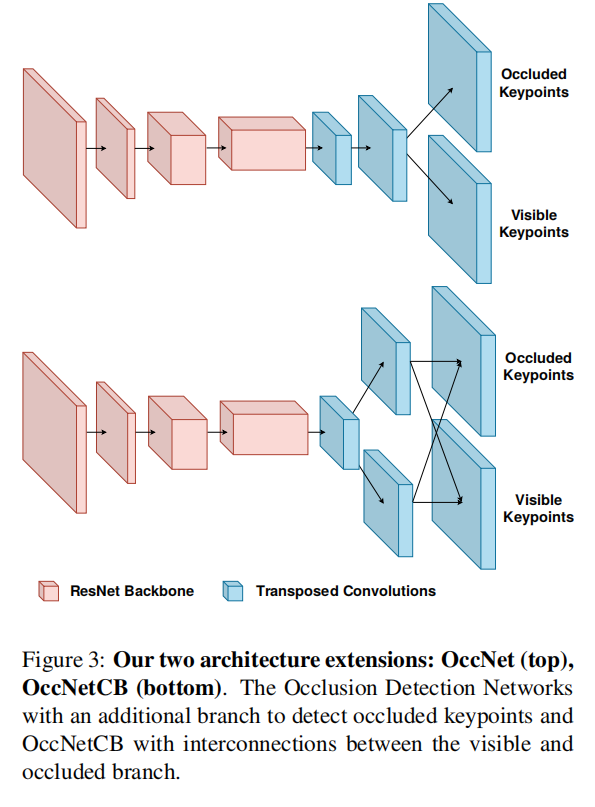 Occluded
Keypoints
Visible
Keypoints
Occluded
Keypoints
Visible
Keypoints
ResNet Backbone
Transposed Convolutions
Figure 3: Our two architecture extensions: OccNet (top),
OccNetCB (bottom). The Occlusion Detection Networks
with an additional branch to detect occluded keypoints and
OccNetCB with interconnections between the visible and
occluded branch.